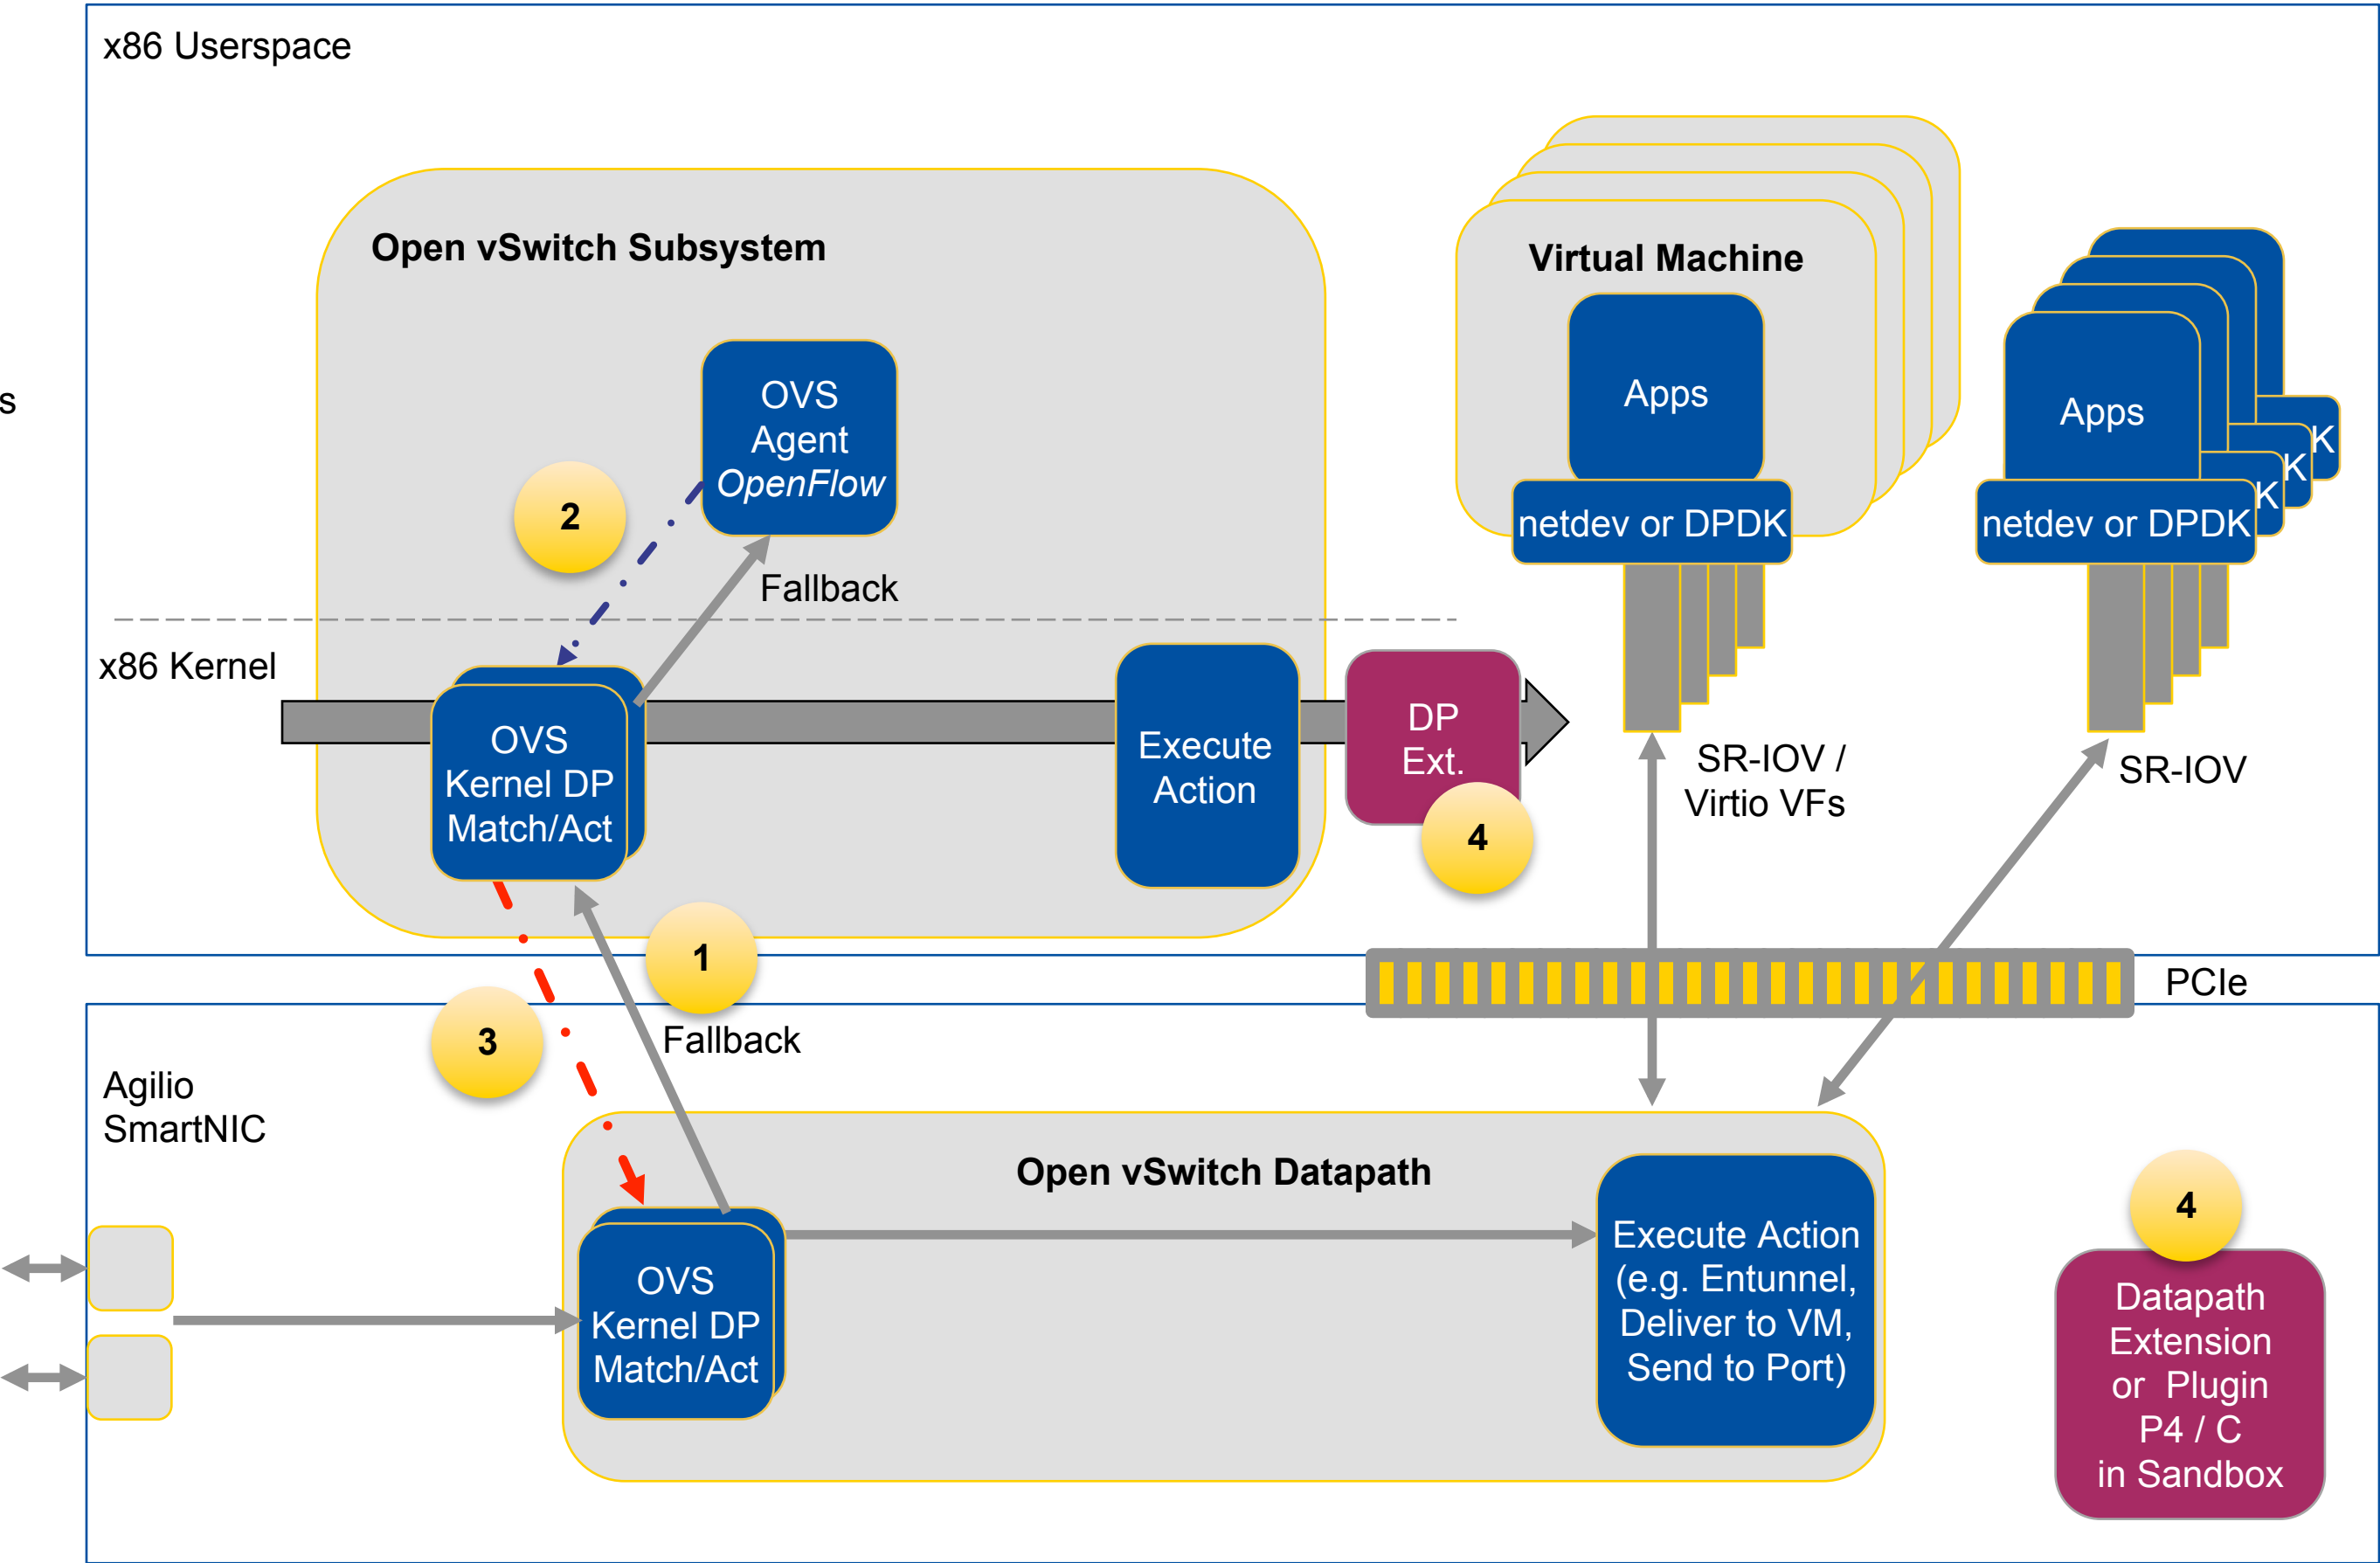 x86 Userspace
s
Open vSwitch Subsystem
OVS
Agent
OpenFlow
2
Fallback
Virtual Machine
Apps
netdev or DPDK
Apps
netdev or DPDK
K
K
K
x86 Kernel
OVS
Kernel DP
Match/Act
Execute
Action
DP
Ext.
4
SR-IOV /
Virtio VFs
SR-IOV
1
3
Fallback
PCIe
Agilio
SmartNIC
Open vSwitch Datapath
OVS
Kernel DP
Match/Act
Execute Action
(e.g. Entunnel,
Deliver to VM,
Send to Port)
4
Datapath
Extension
or Plugin
P4 / C
in Sandbox